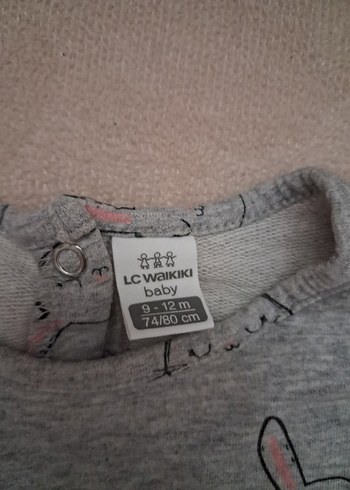 LC WAIKIKI
baby
9 - 12 m
74/80 cm